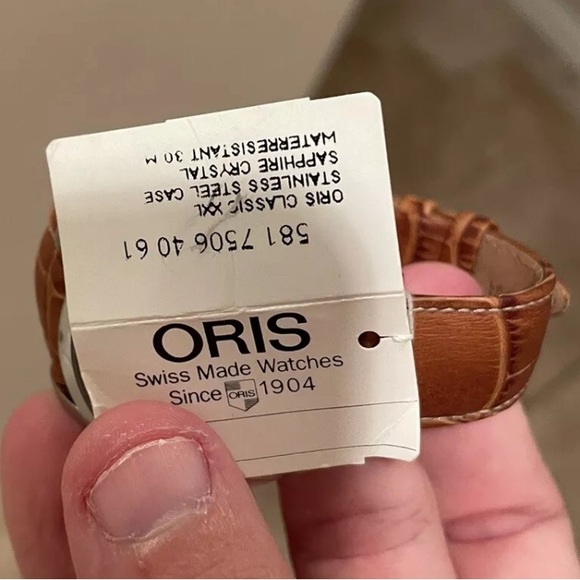 581 7506 40 61
ORIS CLASSIC XXL
STAINLESS STEEL CASE
SAPPHIRE CRYSTAL
WATERRESISTANT 30 M
ORIS
Swiss Made Watches
Since ORIS 1904